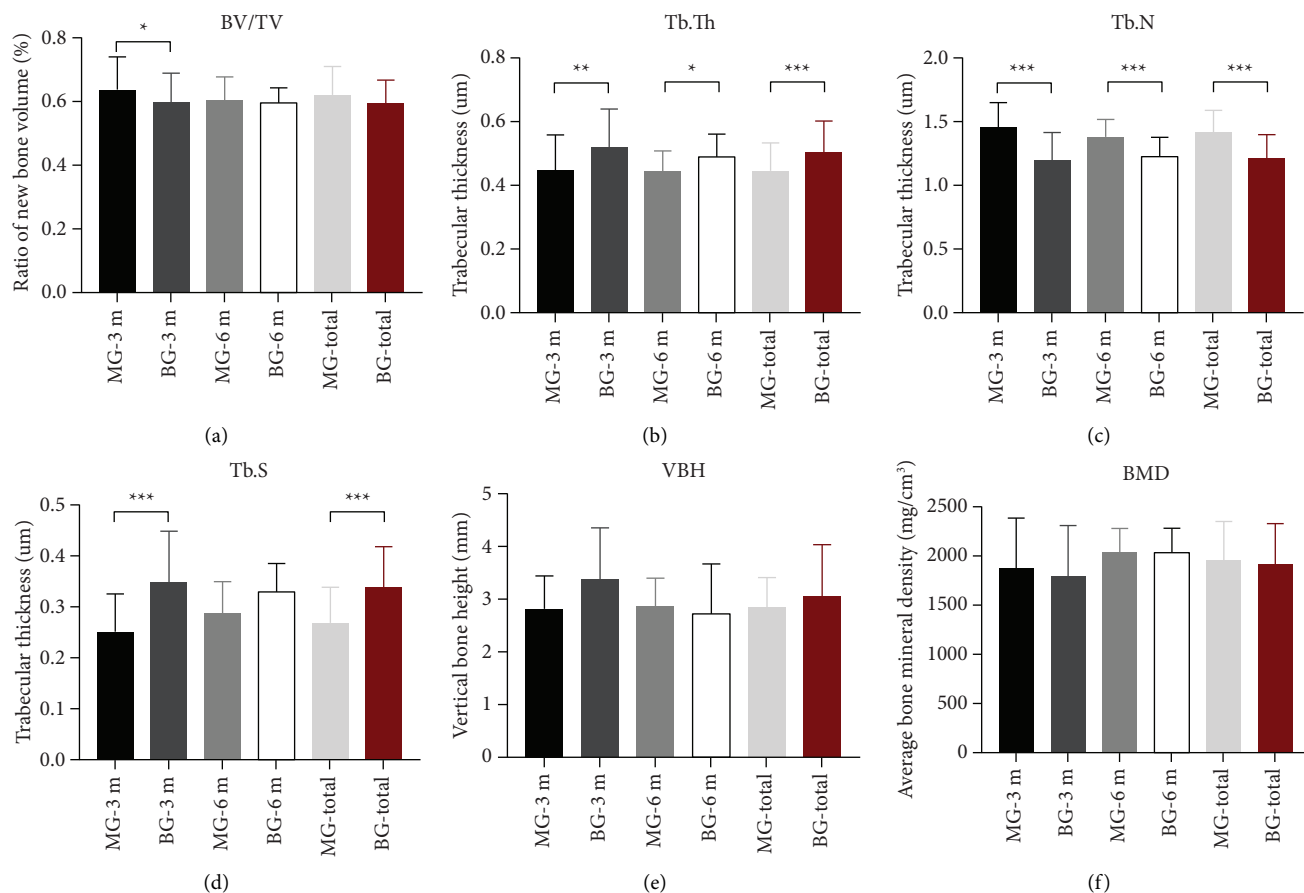 BV/TV
Ratio of new bone volume (%)
0.8
0.6
0.4
0.2
0.0
*
MG-3 m
BG-3 m
MG-6 m
BG-6 m
MG-total
BG-total
(a)
Tb.Th
Trabecular thickness (um)
0.8
0.6
0.4
0.2
0.0
**
*
***
MG-3 m
BG-3 m
MG-6 m
BG-6 m
MG-total
BG-total
(b)
Tb.N
Trabecular thickness (um)
2.0
1.5
1.0
0.5
0.0
***
***
***
MG-3 m
BG-3 m
MG-6 m
BG-6 m
MG-total
BG-total
(c)
Tb.S
Trabecular thickness (um)
0.5
0.4
0.3
0.2
0.1
0.0
***
***
MG-3 m
BG-3 m
MG-6 m
BG-6 m
MG-total
BG-total
(d)
VBH
Vertical bone height (mm)
5
4
3
2
1
0
MG-3 m
BG-3 m
MG-6 m
BG-6 m
MG-total
BG-total
(e)
BMD
Average bone mineral density (mg/cm³)
2500
2000
1500
2000
1500
0
MG-3 m
BG-3 m
MG-6 m
BG-6 m
MG-total
BG-total
(f)